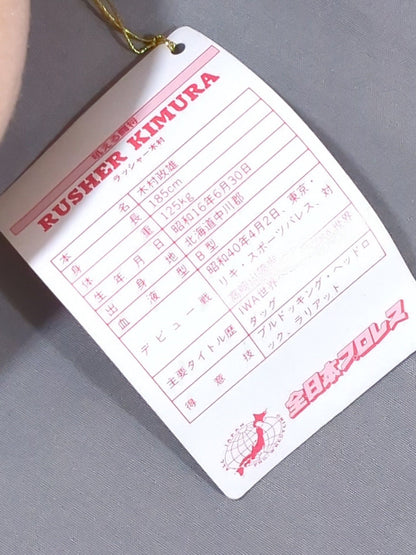 RUSHER KIMURA
ラッシャー木村
本名 木村政雄
身長 185cm
体重 125kg
生年月日 昭和16年6月30日
出身地 北海道中川郡
血液型 B型
デビュー戦 昭和40年4月2日、東京・
リキ・スポーツパレス、対
主要タイトル歴 IWA世界
タッグ
得意技 ブルドッキング・ヘッドロ
ック、ラリアット
全日本プロレス